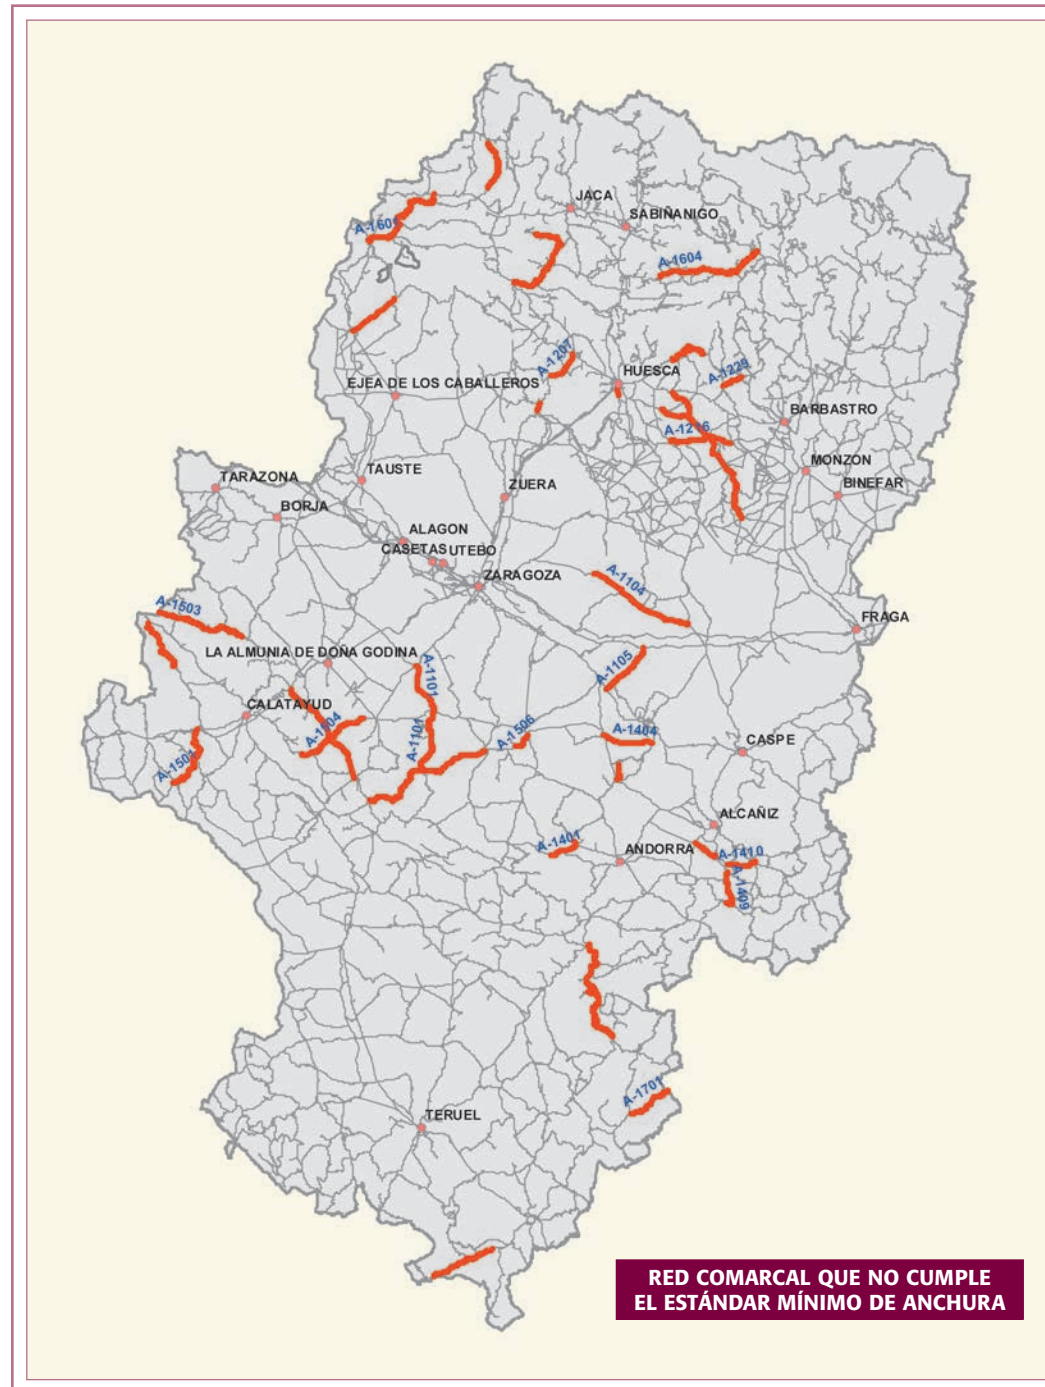 JACA
SABIÑANIGO
A-1601
A-1604
A-1207
HUESCA
A-1229
EJEA DE LOS CABALLEROS
BARBASTRO
A-1216
MONZON
TAUSTE
TARAZONA
ZUERA
BINEFAR
BORJA
ALAGON
CASETAS
UTEBO
ZARAGOZA
A-1104
A-1503
FRAGA
LA ALMUNIA DE DOÑA GODINA
A-1101
A-1105
CALATAYUD
A-1504
A-1101
A-1506
A-1404
CASPE
A-1501
ALCAÑIZ
A-1401
ANDORRA
A-1410
A-1409
A-1701
TERUEL
RED COMARCAL QUE NO CUMPLE
EL ESTÁNDAR MÍNIMO DE ANCHURA